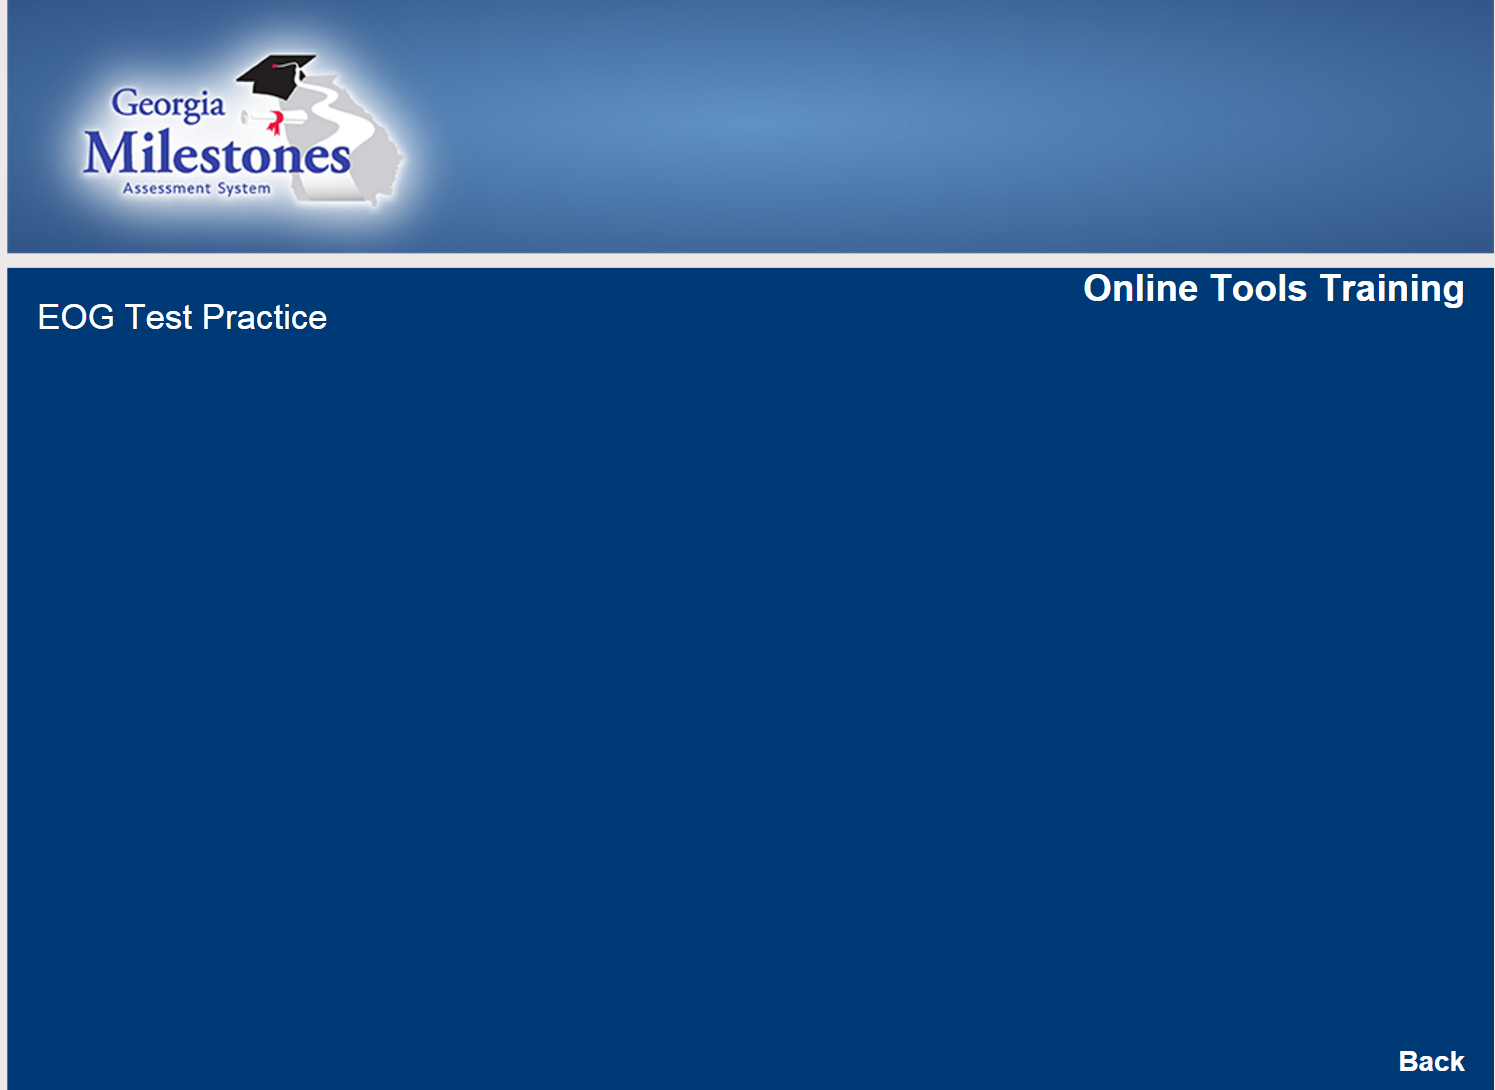 Georgia
Milestones
Assessment System
Online Tools Training
EOG Test Practice
Back